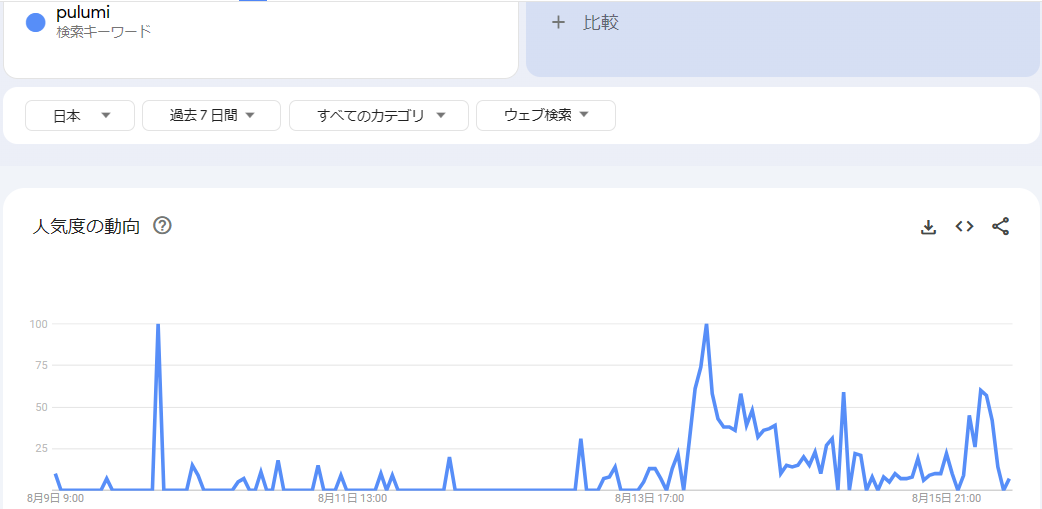 pulumi
検索キーワード
+ 比較
日本
過去 7 日間
すべてのカテゴリ
ウェブ検索
人気度の動向
100
75
50
25
8月9日 9:00
8月11日 13:00
8月13日 17:00
8月15日 21:00